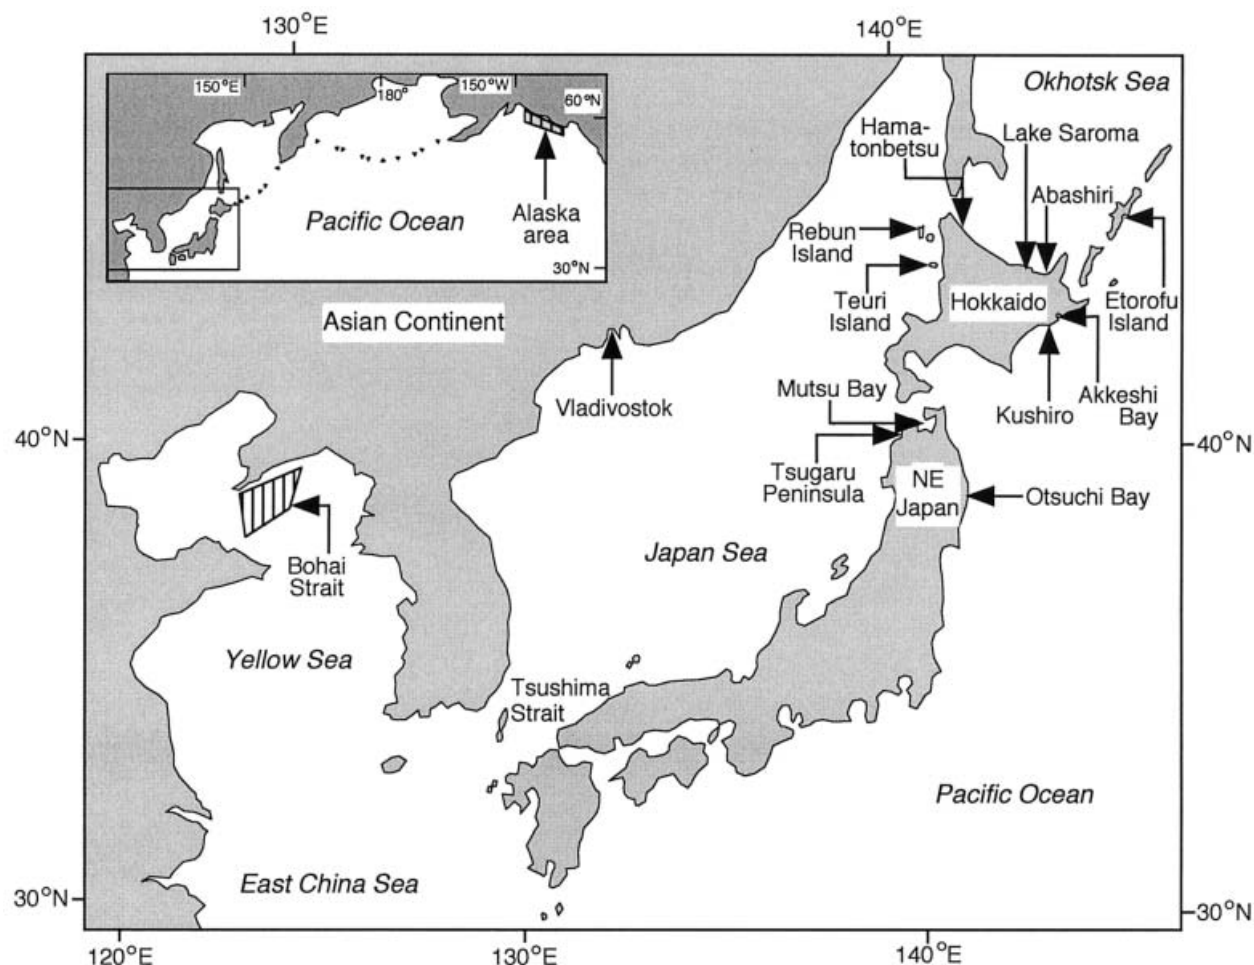 130°E
140°E
150°E
180°
150°W
60°N
Pacific Ocean
Alaska
area
30°N
Okhotsk Sea
Hama-
tonbetsu
Lake Saroma
Abashiri
Rebun
Island
Teuri
Island
Hokkaido
Etorofu
Island
Asian Continent
Vladivostok
Mutsu Bay
Kushiro
Akkeshi
Bay
40°N
40°N
Tsugaru
Peninsula
NE
Japan
Otsuchi Bay
Bohai
Strait
Japan Sea
Yellow Sea
Tsushima
Strait
Pacific Ocean
East China Sea
30°N
30°N
120°E
130°E
140°E